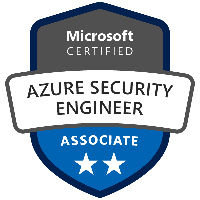 Microsoft
CERTIFIED
AZURE SECURITY
ENGINEER
ASSOCIATE